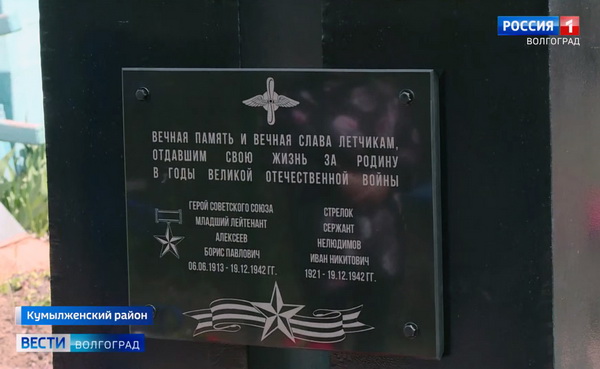 РОССИЯ 1
ВОЛГОГРАД
ВЕЧНАЯ ПАМЯТЬ И ВЕЧНАЯ СЛАВА ЛЕТЧИКАМ,
ОТДАВШИМ СВОЮ ЖИЗНЬ ЗА РОДИНУ
В ГОДЫ ВЕЛИКОЙ ОТЕЧЕСТВЕННОЙ ВОЙНЫ
ГЕРОЙ СОВЕТСКОГО СОЮЗА
МЛАДШИЙ ЛЕЙТЕНАНТ
АЛЕКСЕЕВ
БОРИС ПАВЛОВИЧ
06.06.1913 - 19.12.1942 ГГ.
СТРЕЛОК
СЕРЖАНТ
НЕЛЮДИМОВ
ИВАН НИКИТОВИЧ
1921 - 19.12.1942 ГГ.
Кумылженский район
ВЕСТИ ВОЛГОГРАД